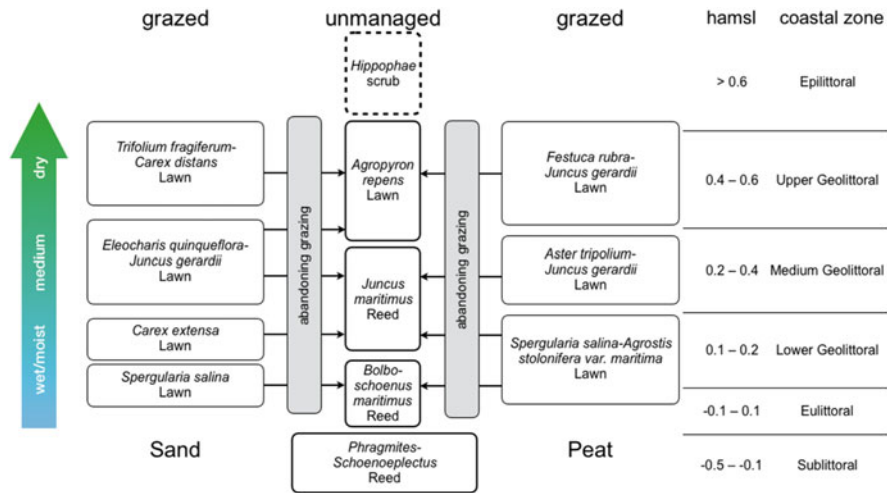 grazed
unmanaged
grazed
hamsl
coastal zone
Hippophae
scrub
> 0.6
Epilittoral
dry
medium
wet/moist
Trifolium fragiferum-
Carex distans
Lawn
Eleocharis quinqueflora-
Juncus gerardii
Lawn
Carex extensa
Lawn
Spergularia salina
Lawn
Sand
abandoning grazing
Agropyron
repens
Lawn
Juncus
maritimus
Reed
Bolbo-
schoenus
maritimus
Reed
Phragmites-
Schoenoeplectus
Reed
abandoning grazing
Festuca rubra-
Juncus gerardii
Lawn
Aster tripolium-
Juncus gerardii
Lawn
Spergularia salina-Agrostis
stolonifera var. maritima
Lawn
Peat
0.4 – 0.6
Upper Geolittoral
0.2 – 0.4
Medium Geolittoral
0.1 – 0.2
Lower Geolittoral
-0.1 – 0.1
Eulittoral
-0.5 – -0.1
Sublittoral